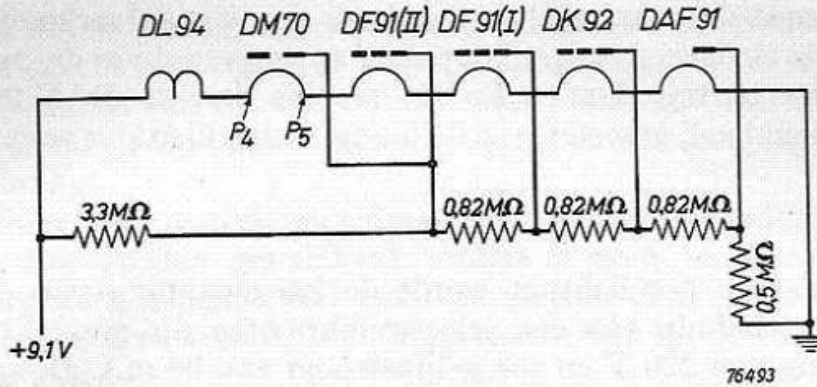 DL94 DM70 DF91(II) DF91(I) DK92 DAF91
P4 P5
3,3MΩ 0,82MΩ 0,82MΩ 0,82MΩ
0,5MΩ
+9,1V
76493